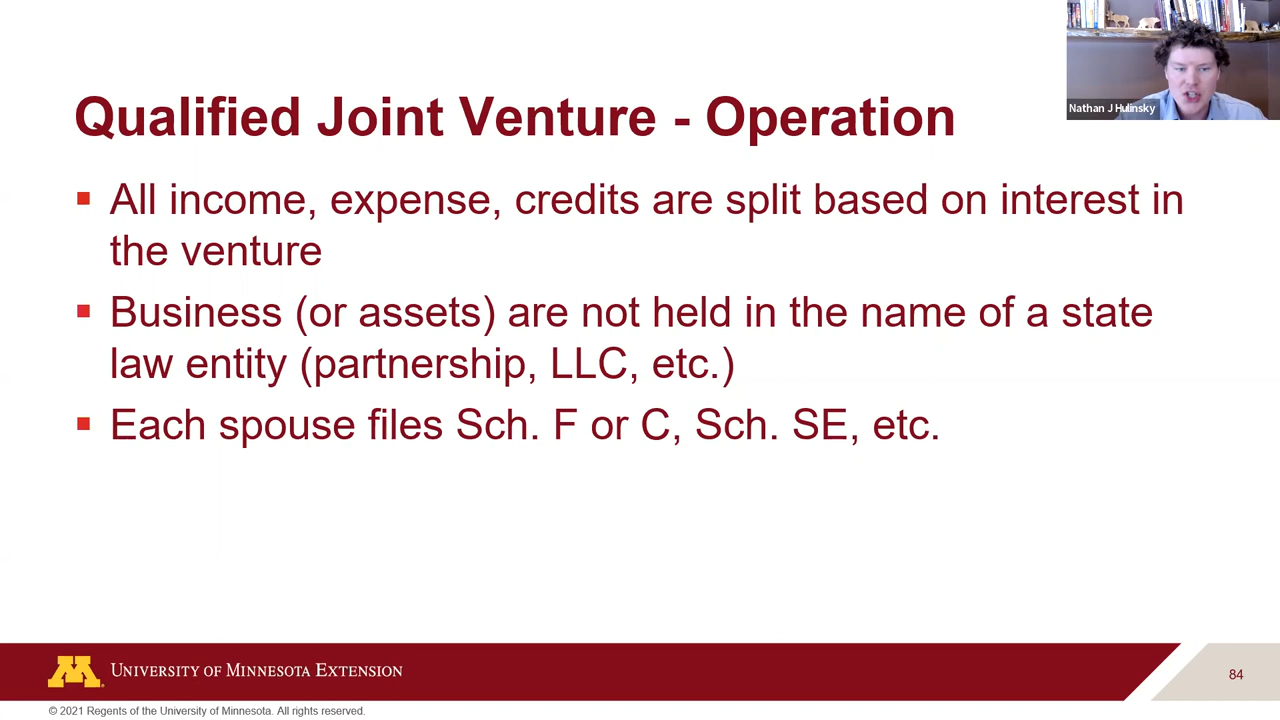 Nathan J Hulinsky
Qualified Joint Venture - Operation
▪ All income, expense, credits are split based on interest in
the venture
▪ Business (or assets) are not held in the name of a state
law entity (partnership, LLC, etc.)
▪ Each spouse files Sch. F or C, Sch. SE, etc.
M
UNIVERSITY OF MINNESOTA EXTENSION
84
© 2021 Regents of the University of Minnesota. All rights reserved.